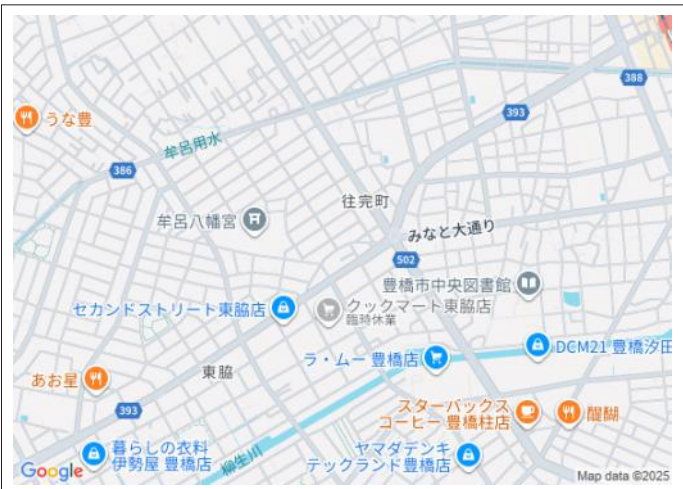 388
393
うな豊
牟呂用水
386
往完町
牟呂八幡宮
みなと大通り
502
豊橋市中央図書館
セカンドストリート東脇店
クックマート東脇店
臨時休業
DCM21 豊橋汐田
ラ・ムー 豊橋店
東脇
あお星
393
スターバックス
コーヒー 豊橋柱店
醍醐
暮らしの衣料
伊勢屋 豊橋店
柳生川
ヤマダデンキ
テックランド豊橋店
Google
Map data ©2025